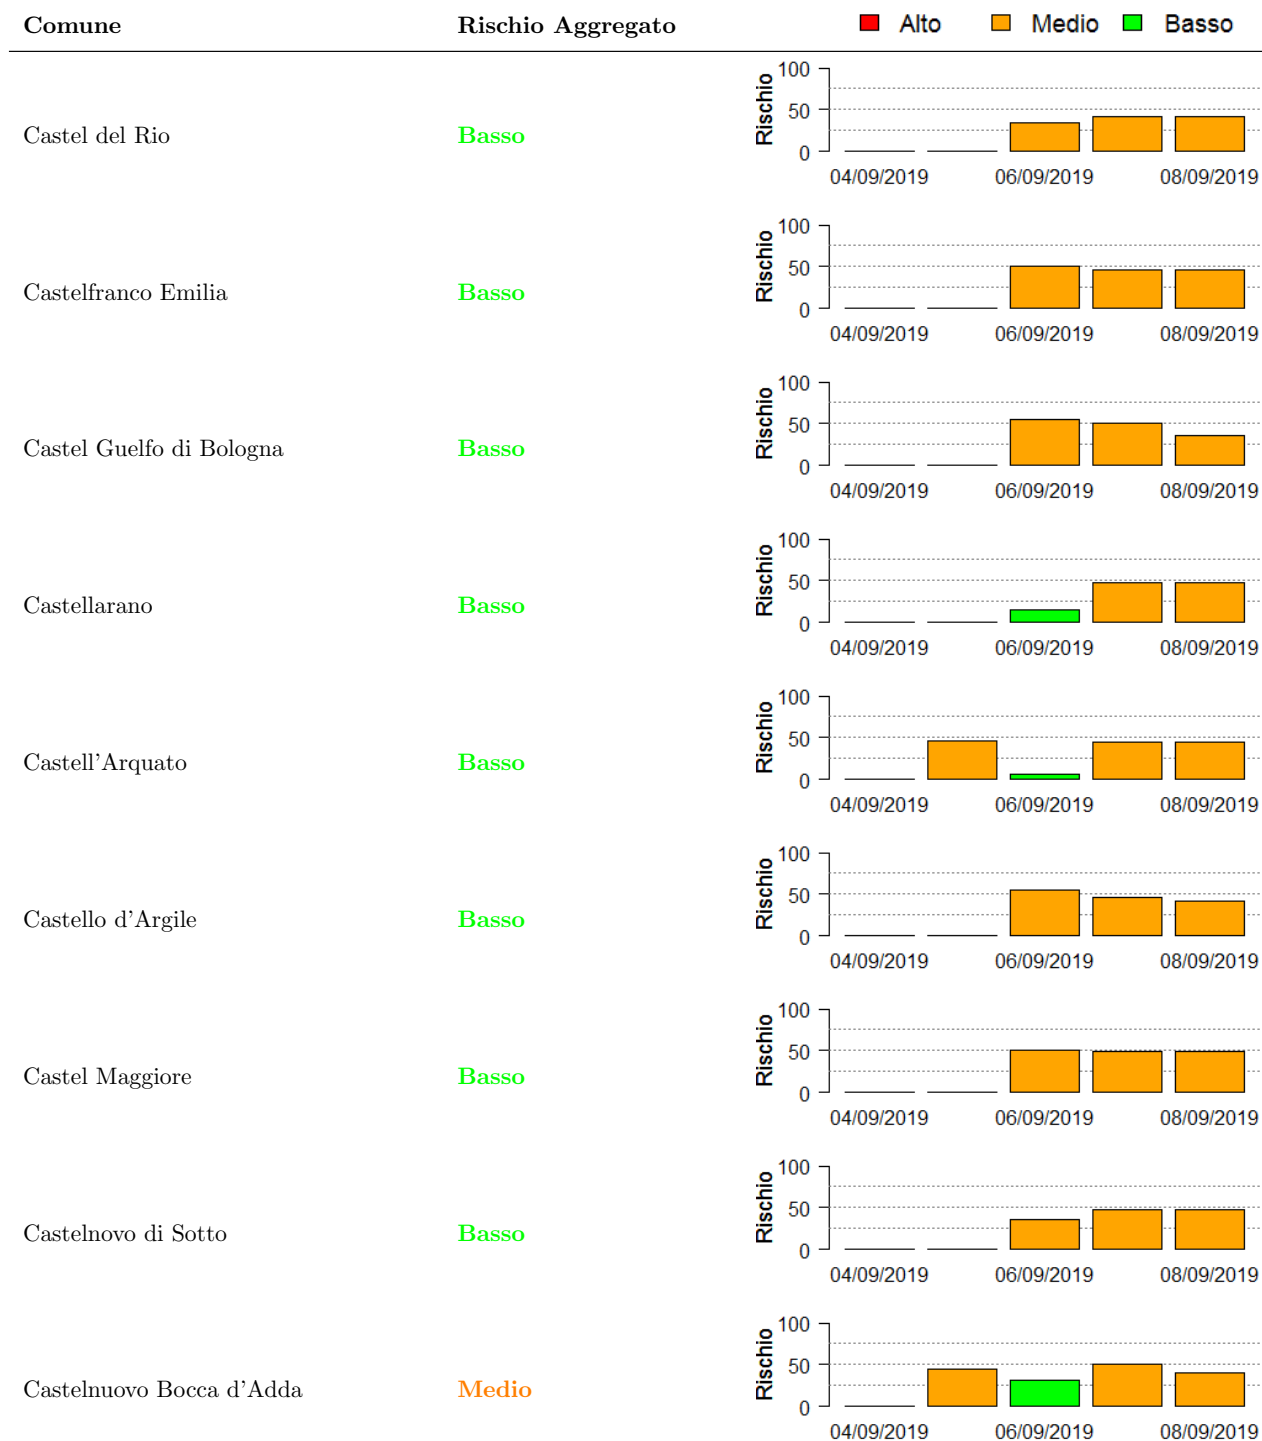 Comune Rischio Aggregato Alto Medio Basso
Castel del Rio Basso
Rischio
100
50
0
04/09/2019 06/09/2019 08/09/2019
Castelfranco Emilia Basso
Rischio
100
50
0
04/09/2019 06/09/2019 08/09/2019
Castel Guelfo di Bologna Basso
Rischio
100
50
0
04/09/2019 06/09/2019 08/09/2019
Castellarano Basso
Rischio
100
50
0
04/09/2019 06/09/2019 08/09/2019
Castell'Arquato Basso
Rischio
100
50
0
04/09/2019 06/09/2019 08/09/2019
Castello d'Argile Basso
Rischio
100
50
0
04/09/2019 06/09/2019 08/09/2019
Castel Maggiore Basso
Rischio
100
50
0
04/09/2019 06/09/2019 08/09/2019
Castelnovo di Sotto Basso
Rischio
100
50
0
04/09/2019 06/09/2019 08/09/2019
Castelnuovo Bocca d'Adda Medio
Rischio
100
50
0
04/09/2019 06/09/2019 08/09/2019